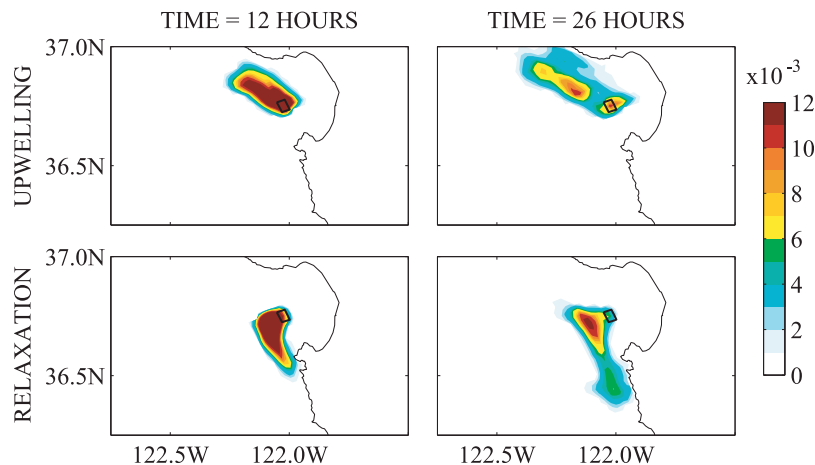 TIME = 12 HOURS
TIME = 26 HOURS
UPWELLING
37.0N
36.5N
x10-3
12
10
8
6
4
2
0
RELAXATION
37.0N
36.5N
122.5W
122.0W
122.5W
122.0W